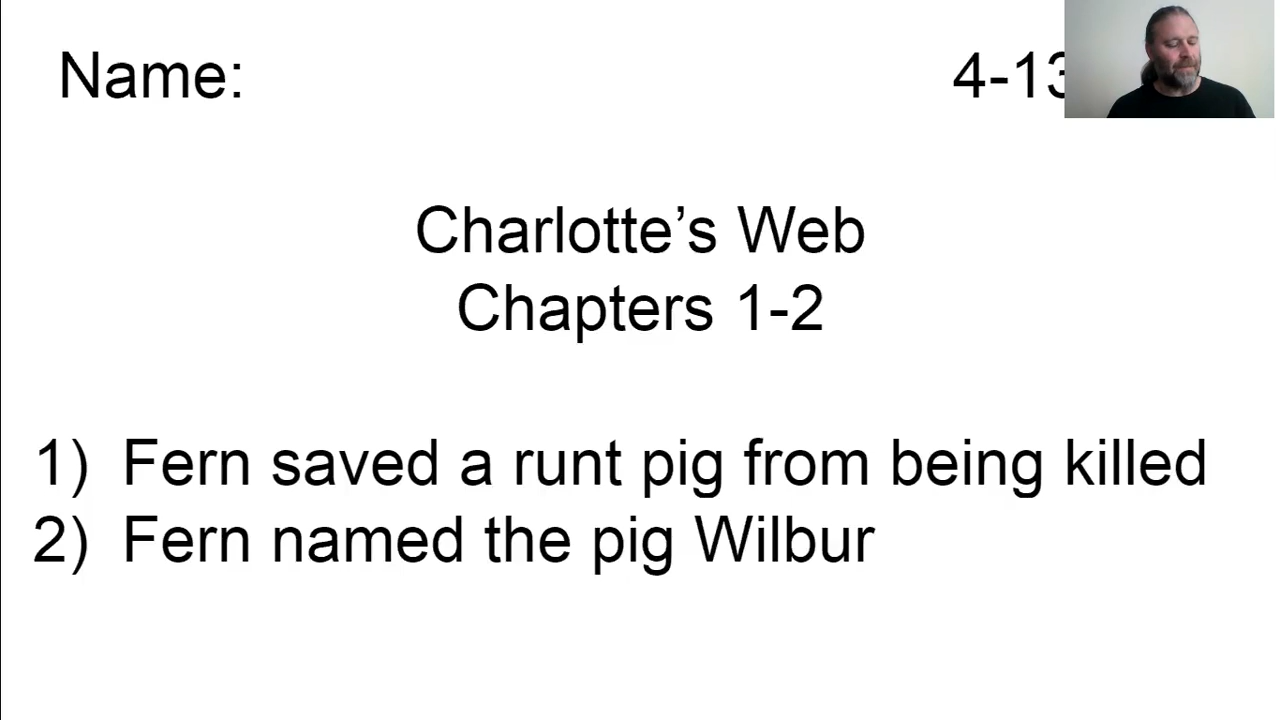 Name: 4-13
Charlotte's Web
Chapters 1-2
1) Fern saved a runt pig from being killed
2) Fern named the pig Wilbur